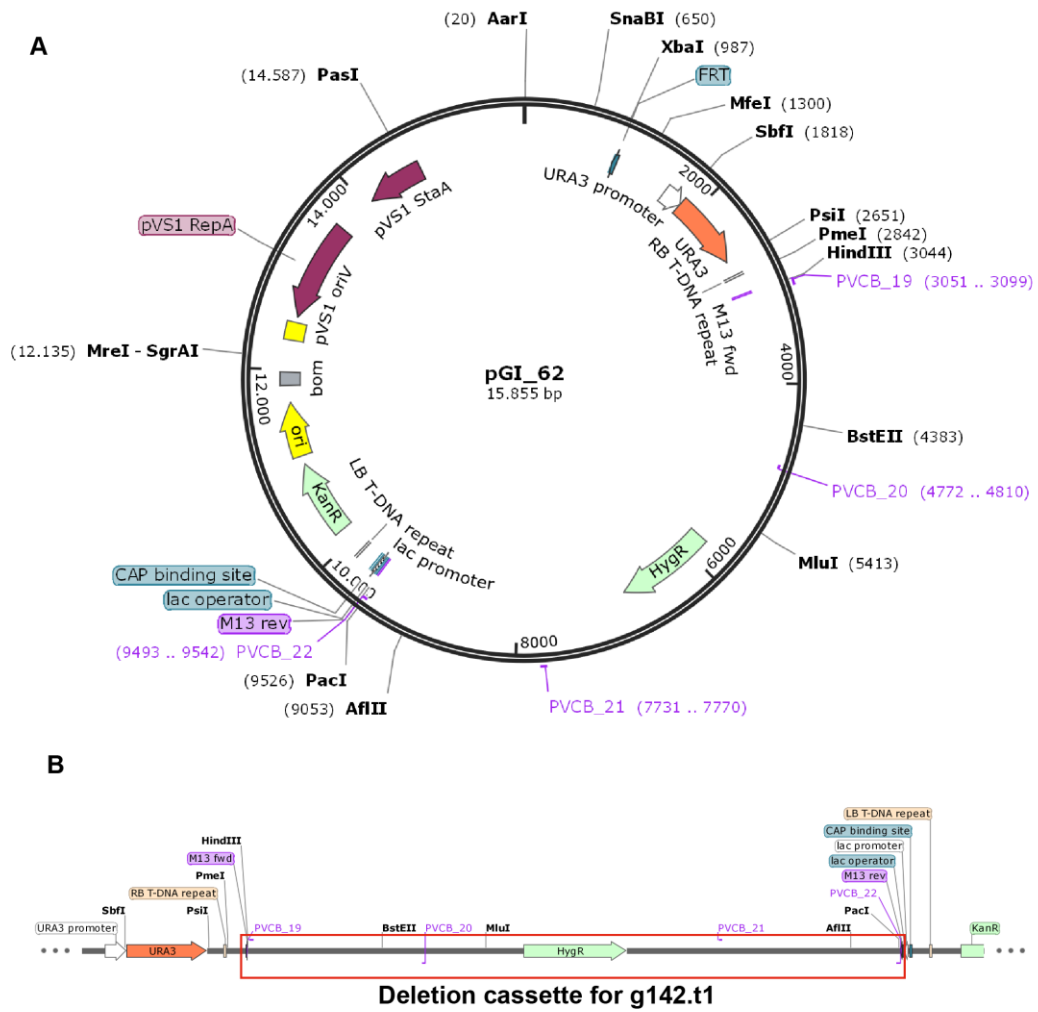 A
(20) AarI
SnaBI (650)
XbaI (987)
FRT
MfeI (1300)
SbfI (1818)
(14.587) PasI
URA3 promoter
2000
URA3
RB T-DNA repeat
M13 fwd
PsiI (2651)
PmeI (2842)
HindIII (3044)
PVCB_19 (3051 .. 3099)
14.000
pVS1 StaA
pVS1 RepA
pVS1 oriV
(12.135) MreI - SgrAI
12.000
bom
pGI_62
15.855 bp
4000
BstEII (4383)
PVCB_20 (4772 .. 4810)
ori
KanR
LB T-DNA repeat
lac promoter
HygR
6000
MluI (5413)
10.000
CAP binding site
lac operator
M13 rev
(9493 .. 9542) PVCB_22
(9526) PacI
(9053) AflII
8000
PVCB_21 (7731 .. 7770)
B
LB T-DNA repeat
CAP binding site
lac promoter
lac operator
M13 rev
PVCB_22
PacI
HindIII
M13 fwd
PmeI
RB T-DNA repeat
SbfI
PsiI
URA3 promoter
PVCB_19
BstEII
PVCB_20
MluI
PVCB_21
AflII
KanR
URA3
HygR
Deletion cassette for g142.t1